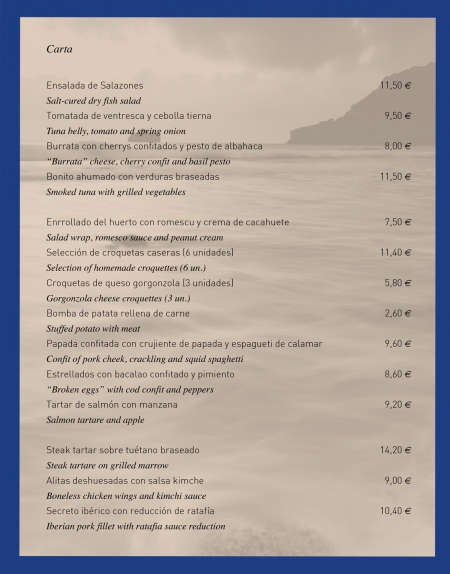 Carta
Ensalada de Salazones 11,50 €
Salt-cured dry fish salad
Tomatada de ventresca y cebolla tierna 9,50 €
Tuna belly, tomato and spring onion
Burrata con cherrys confitados y pesto de albahaca 8,00 €
“Burrata” cheese, cherry confit and basil pesto
Bonito ahumado con verduras braseadas 11,50 €
Smoked tuna with grilled vegetables
Enrrollado del huerto con romescu y crema de cacahuete 7,50 €
Salad wrap, romesco sauce and peanut cream
Selección de croquetas caseras (6 unidades) 11,40 €
Selection of homemade croquettes (6 un.)
Croquetas de queso gorgonzola (3 unidades) 5,80 €
Gorgonzola cheese croquettes (3 un.)
Bomba de patata rellena de carne 2,60 €
Stuffed potato with meat
Papada confitada con crujiente de papada y espagueti de calamar 9,60 €
Confit of pork cheek, crackling and squid spaghetti
Estrellados con bacalao confitado y pimiento 8,60 €
“Broken eggs” with cod confit and peppers
Tartar de salmón con manzana 9,20 €
Salmon tartare and apple
Steak tartar sobre tuétano braseado 14,20 €
Steak tartare on grilled marrow
Alitas deshuesadas con salsa kimche 9,00 €
Boneless chicken wings and kimchi sauce
Secreto ibérico con reducción de ratafía 10,40 €
Iberian pork fillet with ratafia sauce reduction